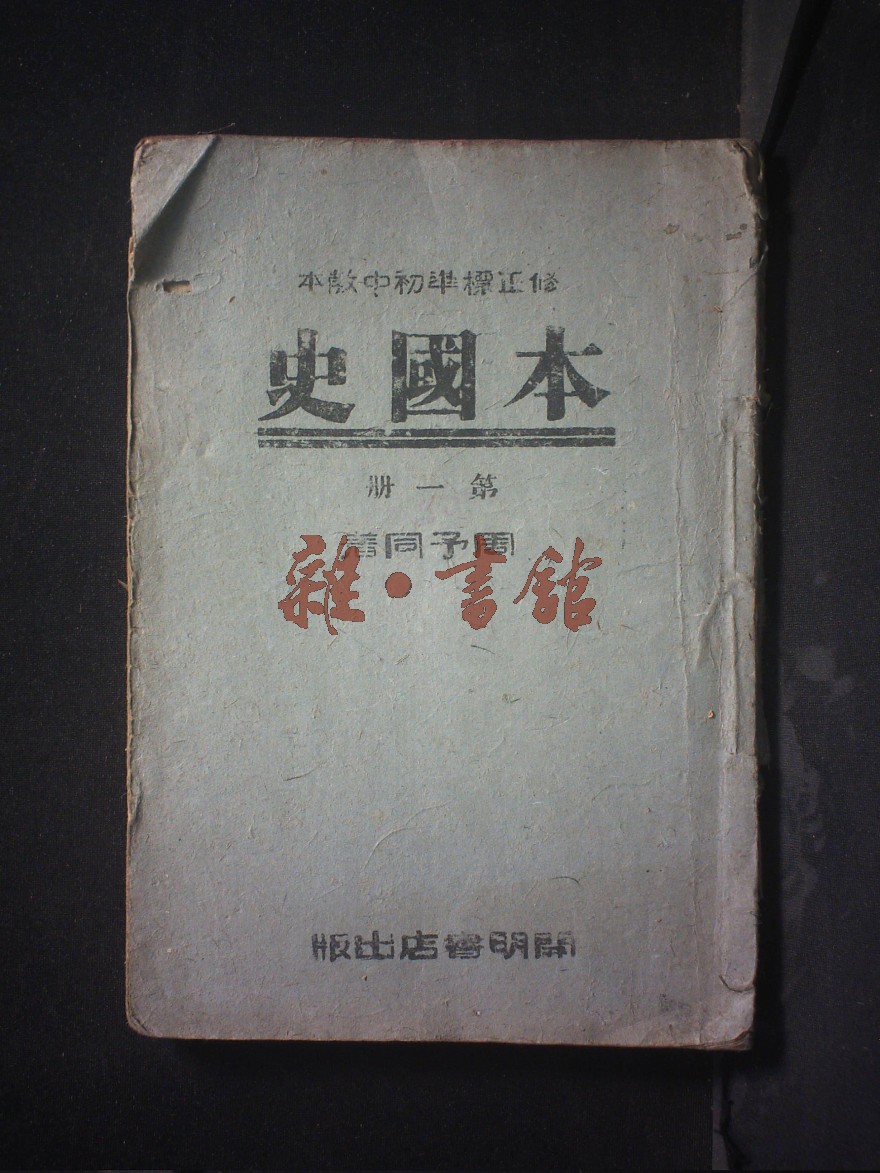 修正標準初中教本
本國史
第一册
周予同著
雜·書館
開明書店出版